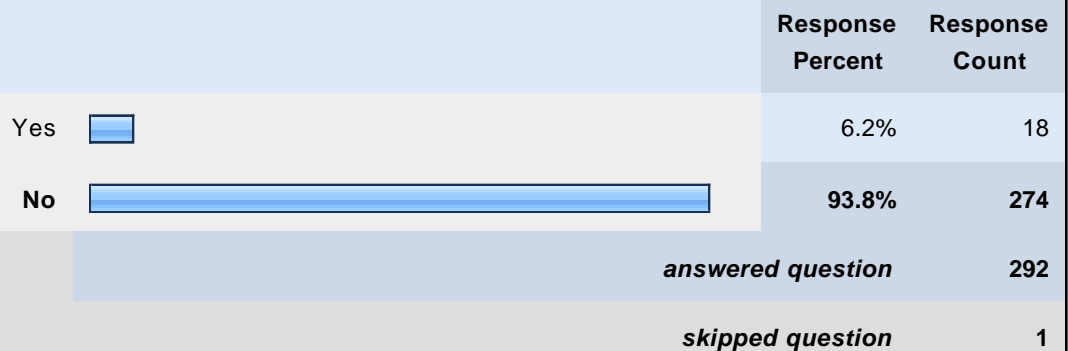 Response Response
Percent Count
Yes 6.2% 18
No 93.8% 274
answered question 292
skipped question 1